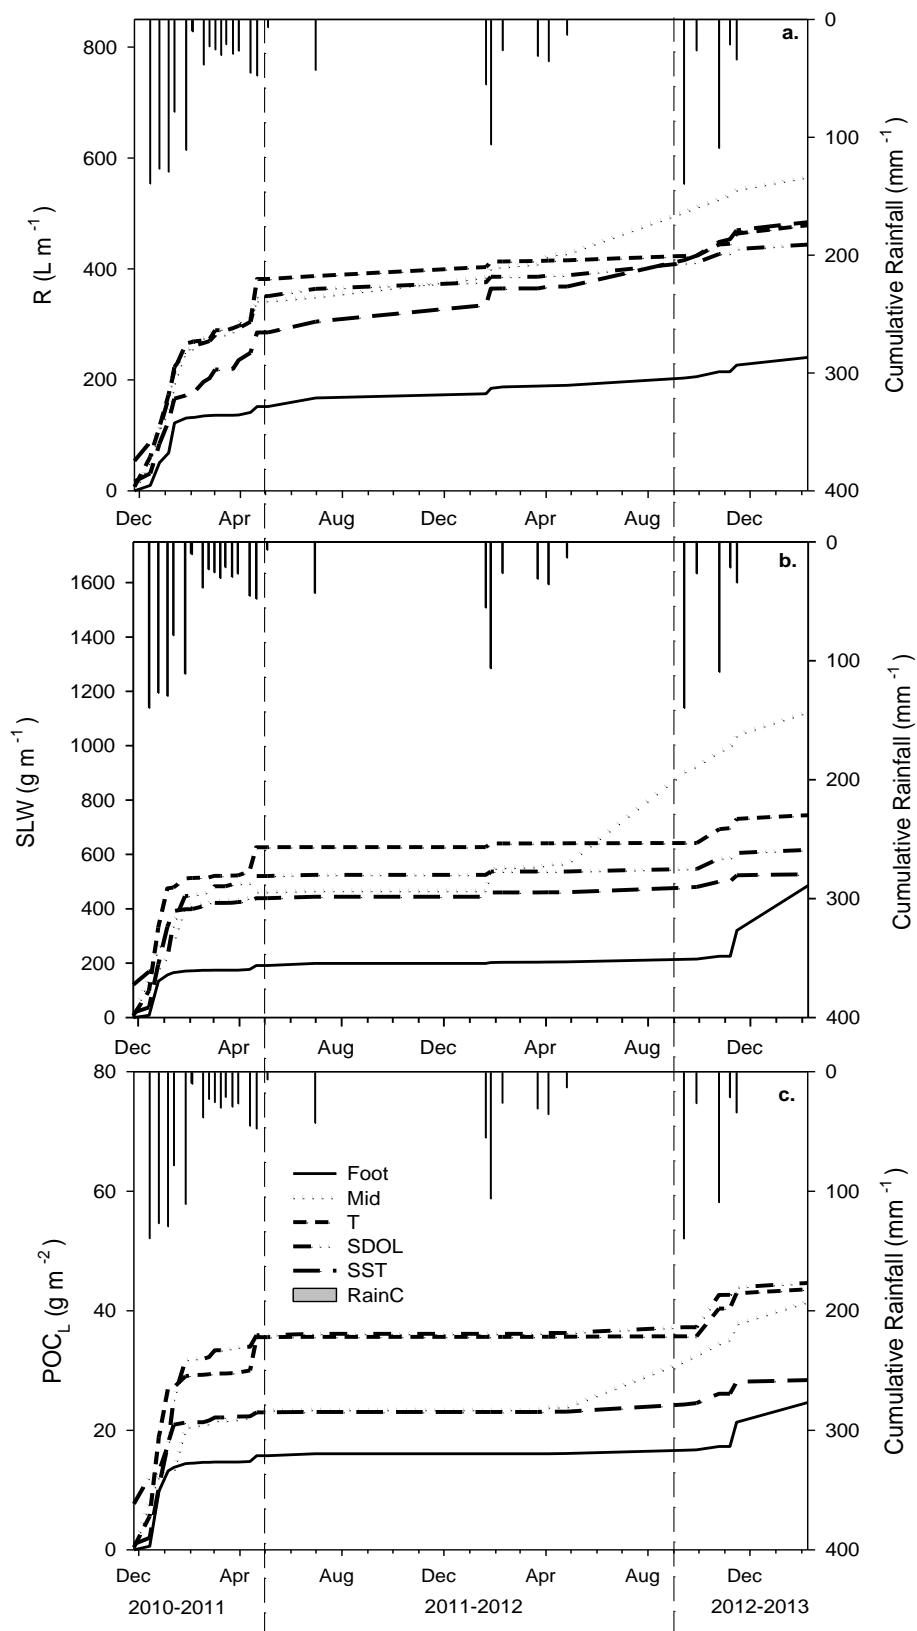 a.
800
600
400
200
0
R (L m⁻¹)
0
100
200
300
400
Cumulative Rainfall (mm⁻¹)
Dec Apr Aug Dec Apr Aug Dec
b.
1600
1400
1200
1000
800
600
400
200
0
SLW (g m⁻¹)
0
100
200
300
400
Cumulative Rainfall (mm⁻¹)
Dec Apr Aug Dec Apr Aug Dec
c.
80
60
40
20
0
POC_L (g m⁻²)
0
100
200
300
400
Cumulative Rainfall (mm⁻¹)
Foot
Mid
T
SDOL
SST
RainC
Dec Apr Aug Dec Apr Aug Dec
2010-2011 2011-2012 2012-2013